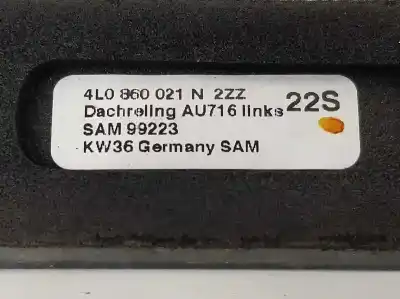 4L0 860 021 N 2ZZ
Dachreling AU716 links 22S
SAM 99223
KW36 Germany SAM